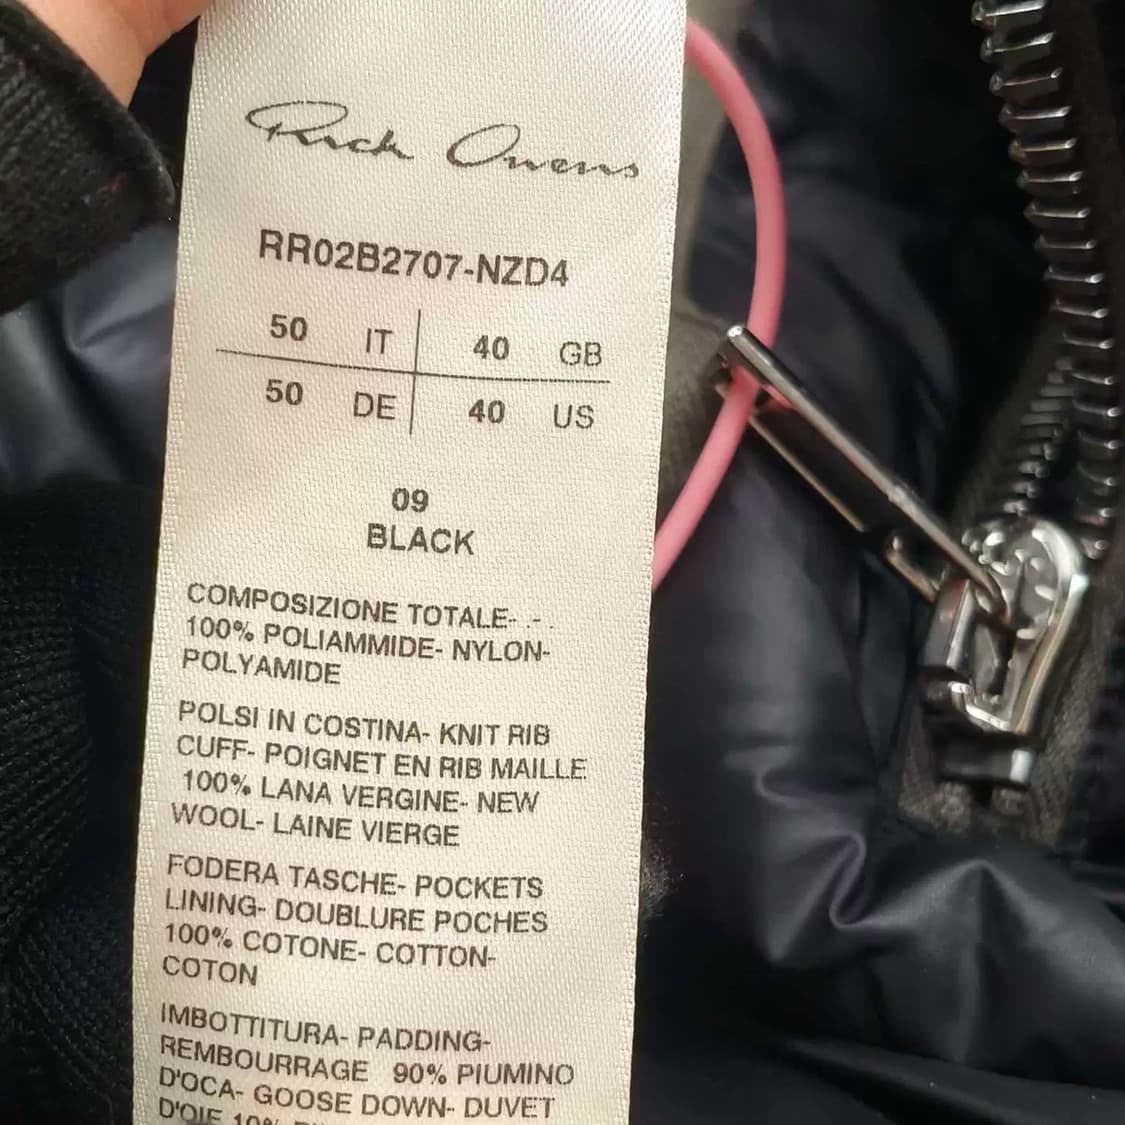 Rick Owens
RR02B2707-NZD4
50 IT 40 GB
50 DE 40 US
09
BLACK
COMPOSIZIONE TOTALE- .- .
100% POLIAMMIDE- NYLON-
POLYAMIDE
POLSI IN COSTINA- KNIT RIB
CUFF- POIGNET EN RIB MAILLE
100% LANA VERGINE- NEW
WOOL- LAINE VIERGE
FODERA TASCHE- POCKETS
LINING- DOUBLURE POCHES
100% COTONE- COTTON-
COTON
IMBOTTITURA- PADDING-
REMBOURRAGE 90% PIUMINO
D'OCA- GOOSE DOWN- DUVET
D'OIE 10%